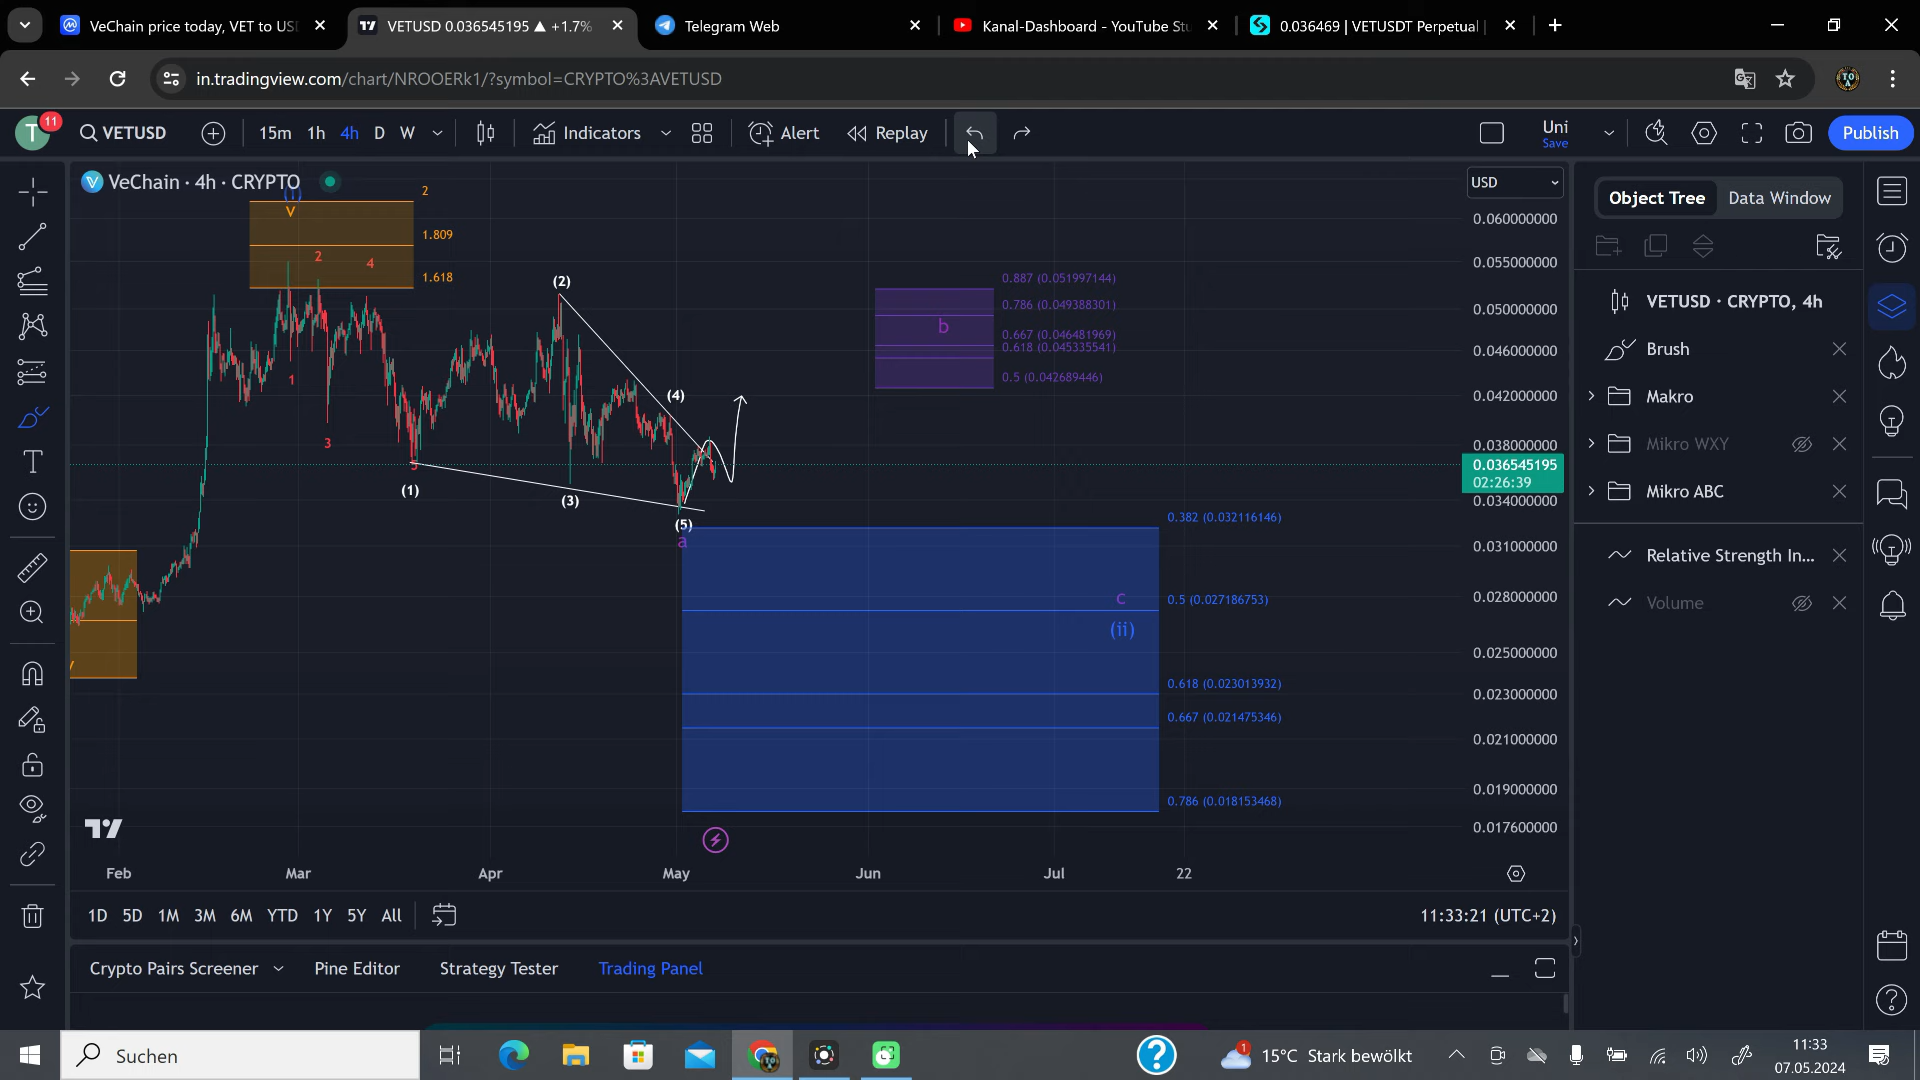 VeChain price today, VET to US
VETUSD 0.036545195 ▲ +1.7%
Telegram Web
Kanal-Dashboard - YouTube Stu
0.036469 | VETUSDT Perpetual |
in.tradingview.com/chart/NROOERk1/?symbol=CRYPTO%3AVETUSD
T
11
VETUSD
15m
1h
4h
D
W
Indicators
Alert
Replay
Uni
Save
Publish
VeChain · 4h · CRYPTO
USD
Object Tree
Data Window
(i)
V
2
1.809
1.618
2
4
1
3
5
(1)
(2)
(3)
(4)
(5)
a
b
0.887 (0.051997144)
0.786 (0.049388301)
0.667 (0.046481969)
0.618 (0.045335541)
0.5 (0.042689446)
0.382 (0.032116146)
c
0.5 (0.027186753)
(ii)
0.618 (0.023013932)
0.667 (0.021475346)
0.786 (0.018153468)
0.060000000
0.055000000
0.050000000
0.046000000
0.042000000
0.038000000
0.036545195
02:26:39
0.034000000
0.031000000
0.028000000
0.025000000
0.023000000
0.021000000
0.019000000
0.017600000
VETUSD · CRYPTO, 4h
Brush
Makro
Mikro WXY
Mikro ABC
Relative Strength In...
Volume
Feb
Mar
Apr
May
Jun
Jul
22
1D
5D
1M
3M
6M
YTD
1Y
5Y
All
11:33:21 (UTC+2)
Crypto Pairs Screener
Pine Editor
Strategy Tester
Trading Panel
Suchen
1
15°C Stark bewölkt
11:33
07.05.2024